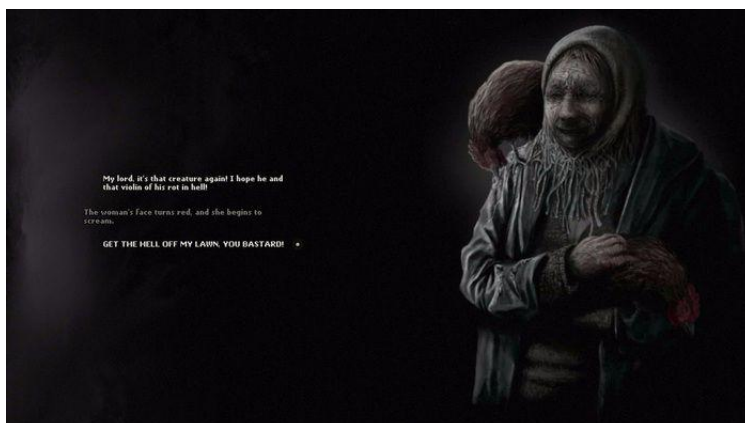 My lord, it's that creature again! I hope he and
that violin of his rot in hell!
The woman's face turns red, and she begins to
scream.
GET THE HELL OFF MY LAWN, YOU BASTARD!